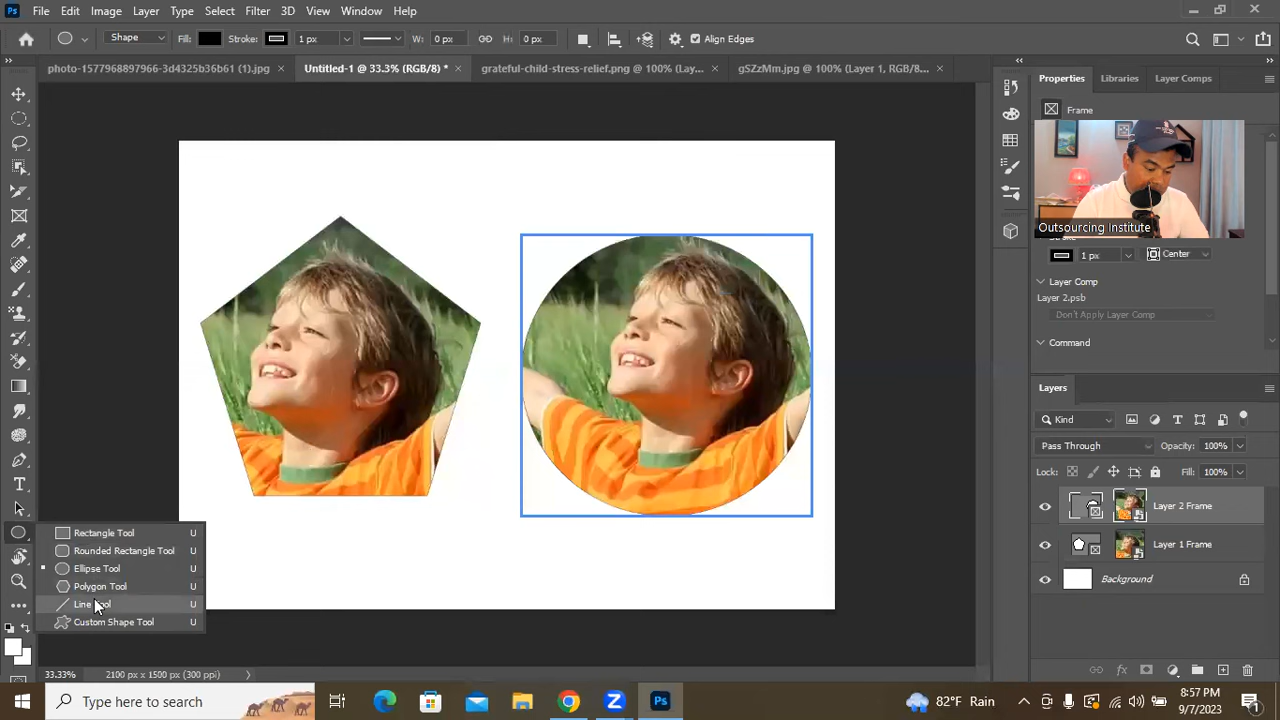 Ps File Edit Image Layer Type Select Filter 3D View Window Help
Shape Fill: Stroke: 1 px W: 0 px H: 0 px Align Edges
photo-1577968897966-3d4325b36b61 (1).jpg Untitled-1 @ 33.3% (RGB/8) * grateful-child-stress-relief.png @ 100% (Lay... gSZzMm.jpg @ 100% (Layer 1, RGB/8...
Properties Libraries Layer Comps
Frame
Outsourcing Institute
1 px Center
Layer Comp
Layer 2.psb
Don't Apply Layer Comp
Command
Layers
Kind
Pass Through Opacity: 100%
Lock: Fill: 100%
Layer 2 Frame
Layer 1 Frame
Background
Rectangle Tool U
Rounded Rectangle Tool U
Ellipse Tool U
Polygon Tool U
Line Tool U
Custom Shape Tool U
33.33% 2100 px x 1500 px (300 ppi)
Type here to search
Ps
82°F Rain
8:57 PM
9/7/2023